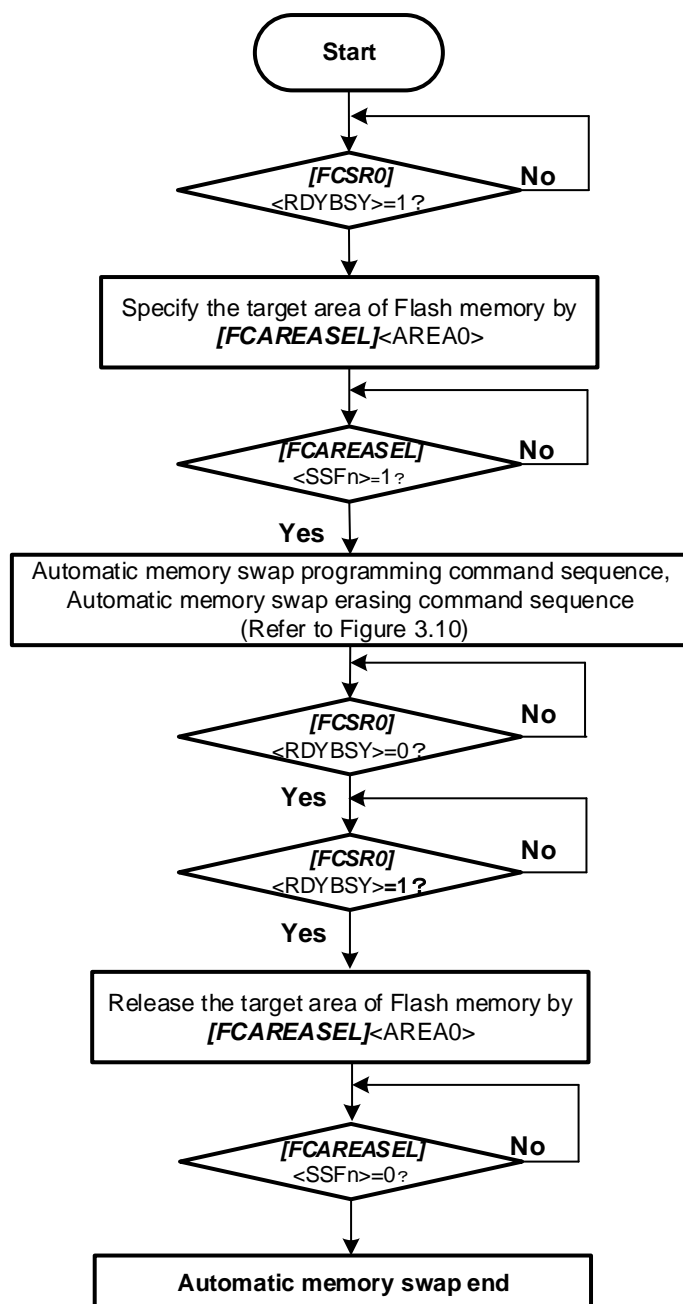 Start
[FCSR0]
<RDYBSY>=1?
No
Specify the target area of Flash memory by
[FCAREASEL]<AREA0>
[FCAREASEL]
<SSFn>=1?
No
Yes
Automatic memory swap programming command sequence,
Automatic memory swap erasing command sequence
(Refer to Figure 3.10)
[FCSR0]
<RDYBSY>=0?
No
Yes
[FCSR0]
<RDYBSY>=1?
No
Yes
Release the target area of Flash memory by
[FCAREASEL]<AREA0>
[FCAREASEL]
<SSFn>=0?
No
Automatic memory swap end